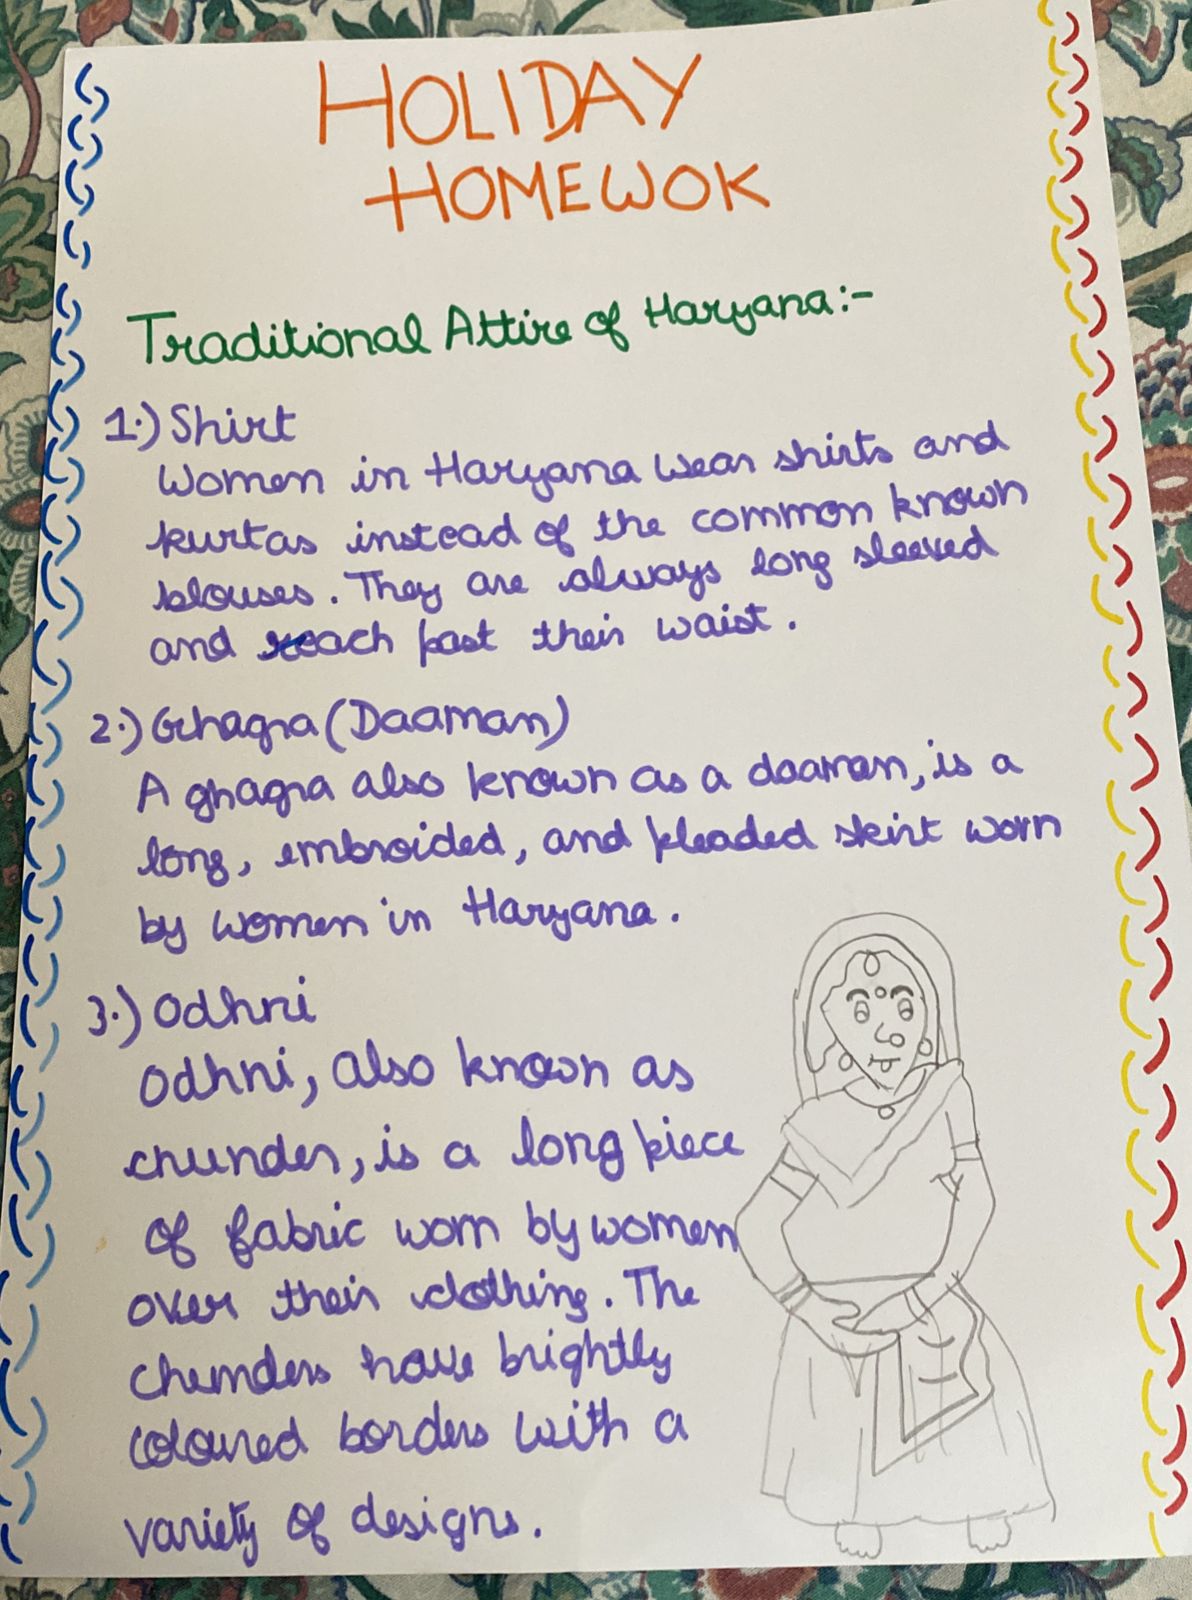 HOLIDAY
HOMEWOK
Traditional Attire of Haryana:-
1.) Shirt
Women in Haryana wear shirts and
kurtas instead of the common known
blouses. They are always long sleeved
and reach past their waist.
2.) Ghagra (Daaman)
A ghagra also known as a daaman, is a
long, embroided, and pleaded skirt worn
by women in Haryana.
3.) Odhni
Odhni, also known as
chunder, is a long piece
of fabric worn by women
over their clothing. The
chunders have brightly
coloured borders with a
variety of designs.